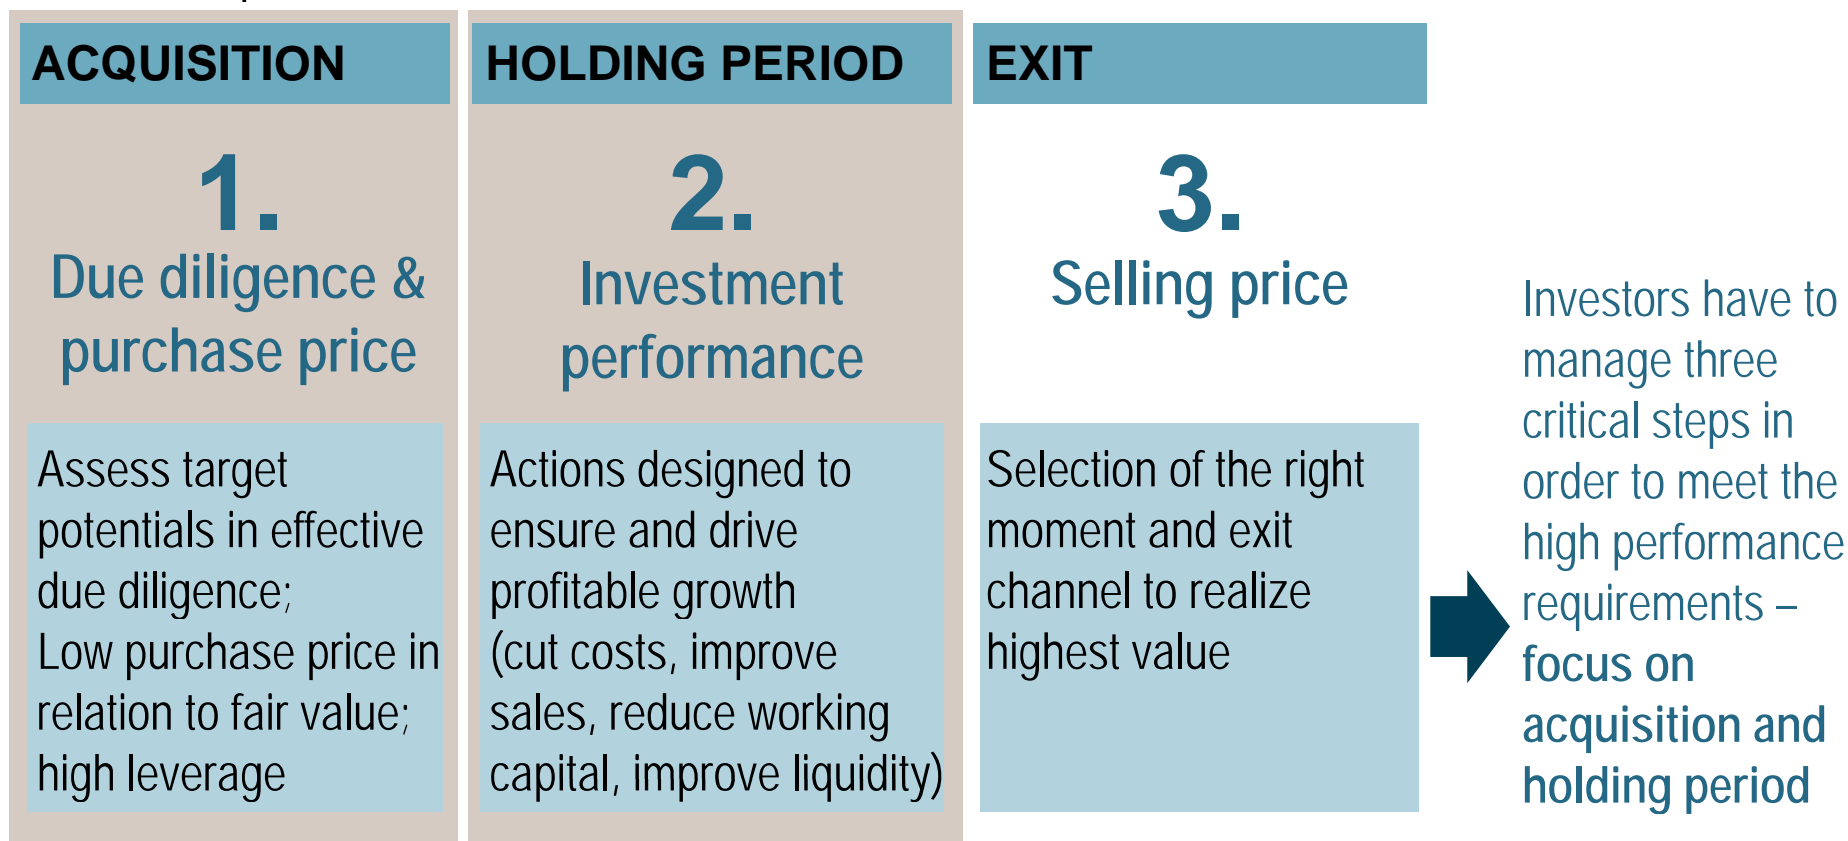 ACQUISITION
1.
Due diligence &
purchase price
Assess target
potentials in effective
due diligence;
Low purchase price in
relation to fair value;
high leverage
HOLDING PERIOD
2.
Investment
performance
Actions designed to
ensure and drive
profitable growth
(cut costs, improve
sales, reduce working
capital, improve liquidity)
EXIT
3.
Selling price
Selection of the right
moment and exit
channel to realize
highest value
Investors have to
manage three
critical steps in
order to meet the
high performance
requirements –
focus on
acquisition and
holding period